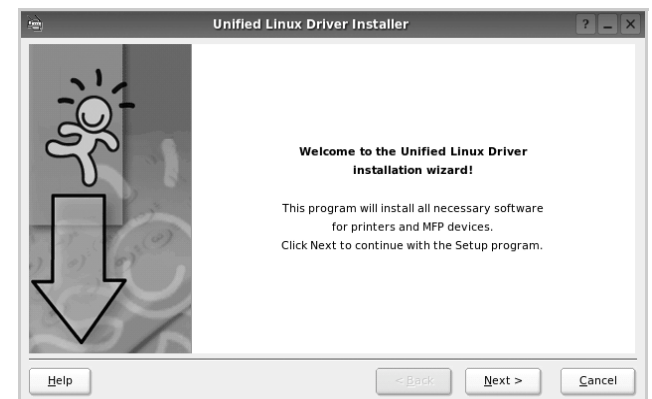 Unified Linux Driver Installer
Welcome to the Unified Linux Driver
installation wizard!
This program will install all necessary software
for printers and MFP devices.
Click Next to continue with the Setup program.
Help
< Back
Next >
Cancel